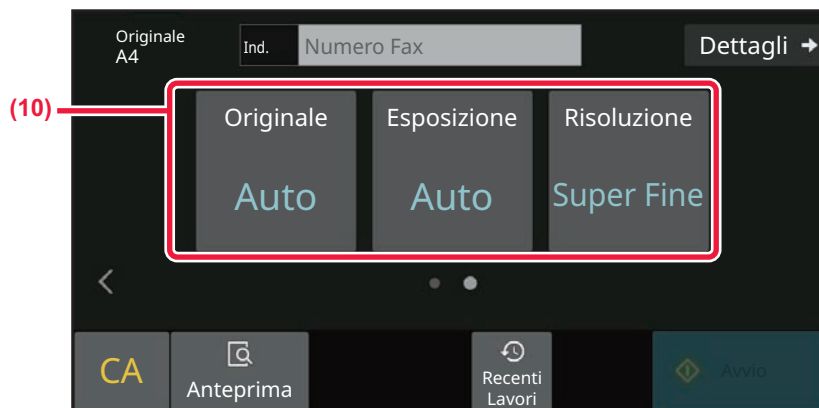 Originale
A4
Ind.
Numero Fax
Dettagli
(10)
Originale
Esposizione
Risoluzione
Auto
Auto
Super Fine
CA
Anteprima
Recenti
Lavori
Avvio